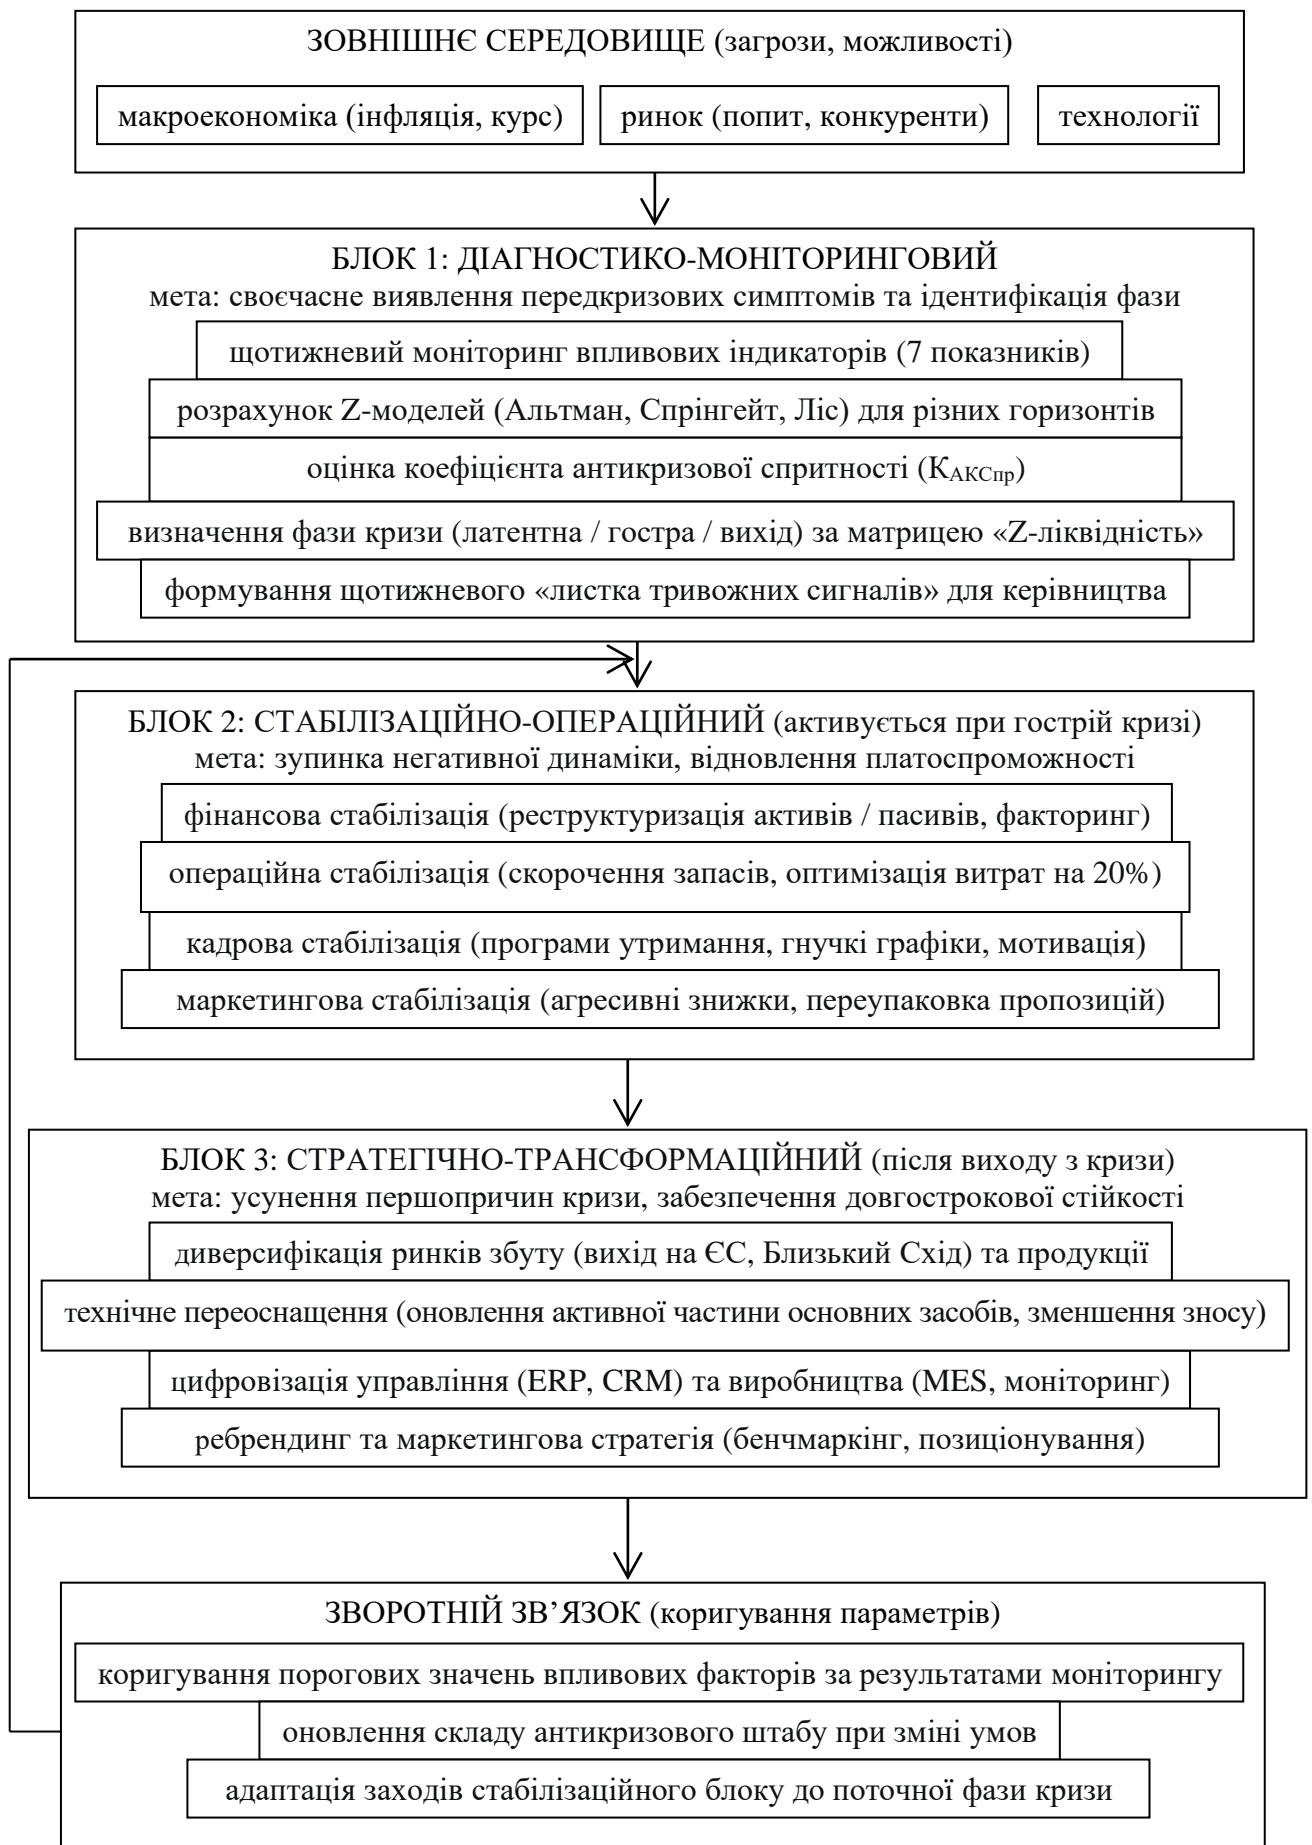 ЗОВНІШНЄ СЕРЕДОВИЩЕ (загрози, можливості)
макроекономіка (інфляція, курс)
ринок (попит, конкуренти)
технології
БЛОК 1: ДІАГНОСТИКО-МОНІТОРИНГОВИЙ
мета: своєчасне виявлення передкризових симптомів та ідентифікація фази
щотижневий моніторинг впливових індикаторів (7 показників)
розрахунок Z-моделей (Альтман, Спрінгейт, Ліс) для різних горизонтів
оцінка коефіцієнта антикризової спритності (КАКСпр)
визначення фази кризи (латентна / гостра / вихід) за матрицею «Z-ліквідність»
формування щотижневого «листка тривожних сигналів» для керівництва
БЛОК 2: СТАБІЛІЗАЦІЙНО-ОПЕРАЦІЙНИЙ (активується при гострій кризі)
мета: зупинка негативної динаміки, відновлення платоспроможності
фінансова стабілізація (реструктуризація активів / пасивів, факторинг)
операційна стабілізація (скорочення запасів, оптимізація витрат на 20%)
кадрова стабілізація (програми утримання, гнучкі графіки, мотивація)
маркетингова стабілізація (агресивні знижки, переупаковка пропозицій)
БЛОК 3: СТРАТЕГІЧНО-ТРАНСФОРМАЦІЙНИЙ (після виходу з кризи)
мета: усунення першопричин кризи, забезпечення довгострокової стійкості
диверсифікація ринків збуту (вихід на ЄС, Близький Схід) та продукції
технічне переоснащення (оновлення активної частини основних засобів, зменшення зносу)
цифровізація управління (ERP, CRM) та виробництва (MES, моніторинг)
ребрендинг та маркетингова стратегія (бенчмаркінг, позиціонування)
ЗВОРОТНІЙ ЗВ’ЯЗОК (коригування параметрів)
коригування порогових значень впливових факторів за результатами моніторингу
оновлення складу антикризового штабу при зміні умов
адаптація заходів стабілізаційного блоку до поточної фази кризи